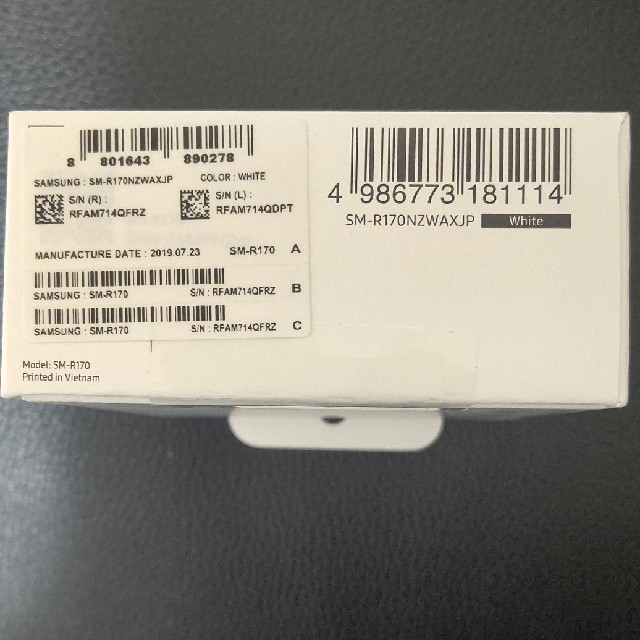 8 801643 890278
SAMSUNG : SM-R170NZWAXJP COLOR : WHITE
S/N (R) :
RFAM714QFRZ
S/N (L) :
RFAM714QDPT
MANUFACTURE DATE : 2019.07.23 SM-R170 A
SAMSUNG : SM-R170 S/N : RFAM714QFRZ B
SAMSUNG : SM-R170 S/N : RFAM714QFRZ C
Model: SM-R170
Printed in Vietnam
4 986773 181114
SM-R170NZWAXJP White